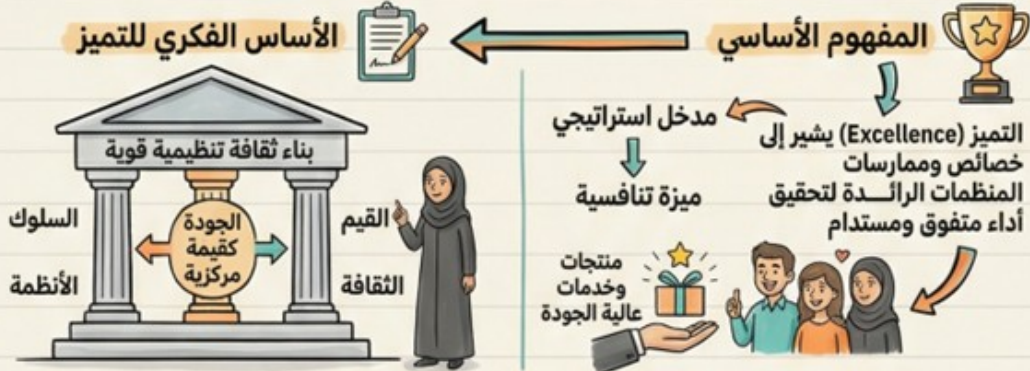 المفهوم الأساسي
التميز (Excellence) يشير إلى
خصائص وممارسات
المنظمات الرائدة لتحقيق
أداء متفوق ومستدام
مدخل استراتيجي
ميزة تنافسية
منتجات
وخدمات
عالية الجودة
الأساس الفكري للتميز
بناء ثقافة تنظيمية قوية
القيم
الثقافة
الجودة
كقيمة
مركزية
السلوك
الأنظمة